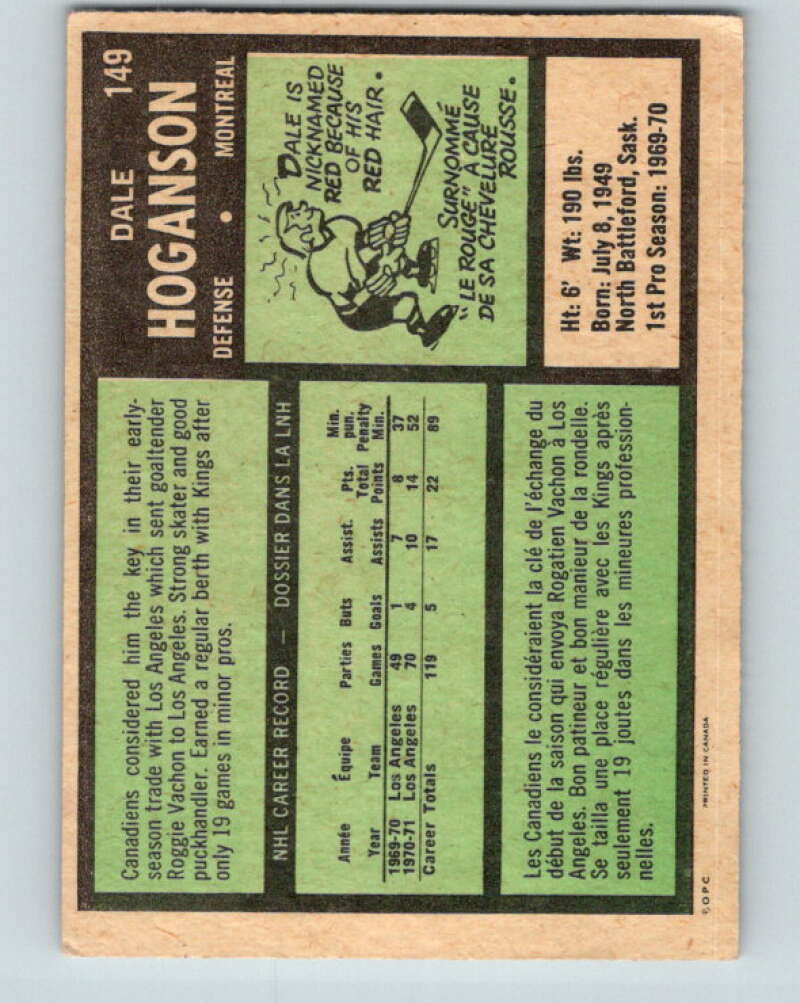 DALE 149
HOGANSON
DEFENSE • MONTREAL
Canadiens considered him the key in their early-
season trade with Los Angeles which sent goaltender
Roggie Vachon to Los Angeles. Strong skater and good
puckhandler. Earned a regular berth with Kings after
only 19 games in minor pros.
DALE IS
NICKNAMED
RED BECAUSE
OF HIS
RED HAIR.
SURNOMMÉ
"LE ROUGE" À CAUSE
DE SA CHEVELURE
ROUSSE.
NHL CAREER RECORD — DOSSIER DANS LA LNH
Année Équipe Parties Buts Assist. Pts. Min. pun.
Year Team Games Goals Assists Total Points Penalty Min.
1969-70 Los Angeles 49 1 7 8 37
1970-71 Los Angeles 70 4 10 14 52
Career Totals 119 5 17 22 89
Ht: 6' Wt: 190 lbs.
Born: July 8, 1949
North Battleford, Sask.
1st Pro Season: 1969-70
Les Canadiens le considéraient la clé de l'échange du
début de la saison qui envoya Rogatien Vachon à Los
Angeles. Bon patineur et bon manieur de la rondelle.
Se tailla une place régulière avec les Kings après
seulement 19 joutes dans les mineures profession-
nelles.
© O P C PRINTED IN CANADA